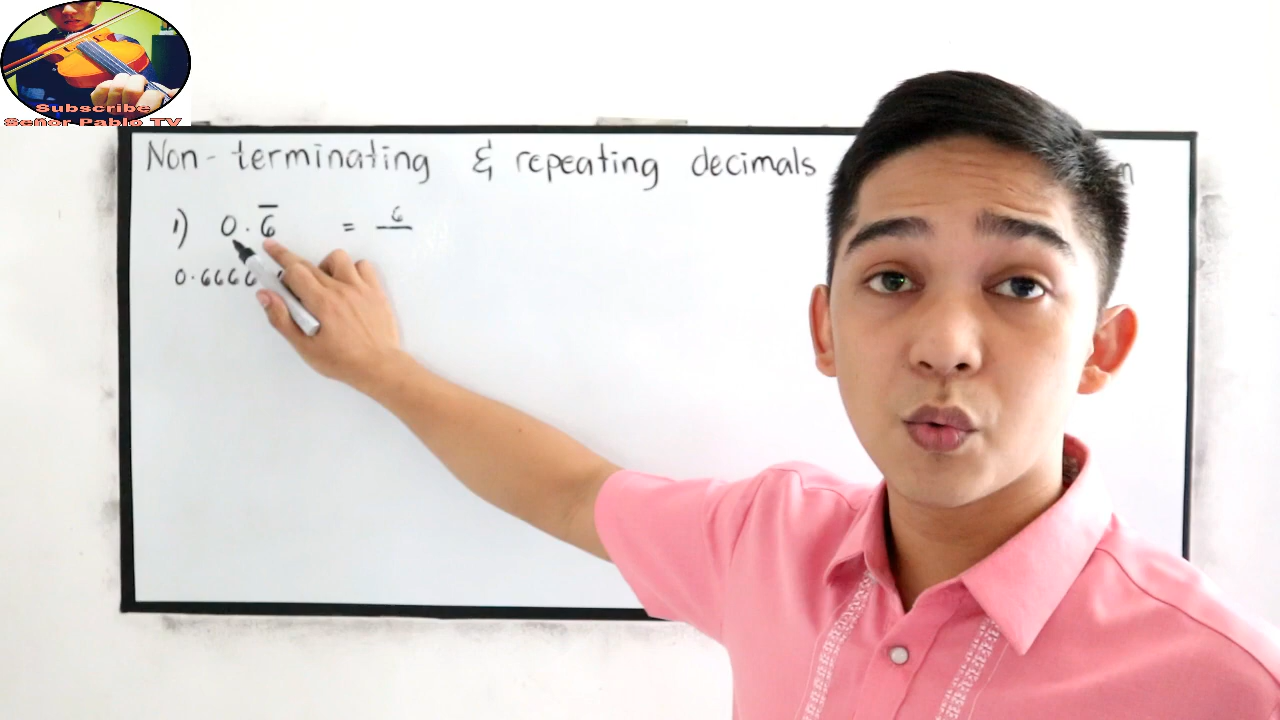 Subscribe
Señor Pablo TV
Non-terminating & repeating decimals
1) 0.6̅ = 6
0.6666